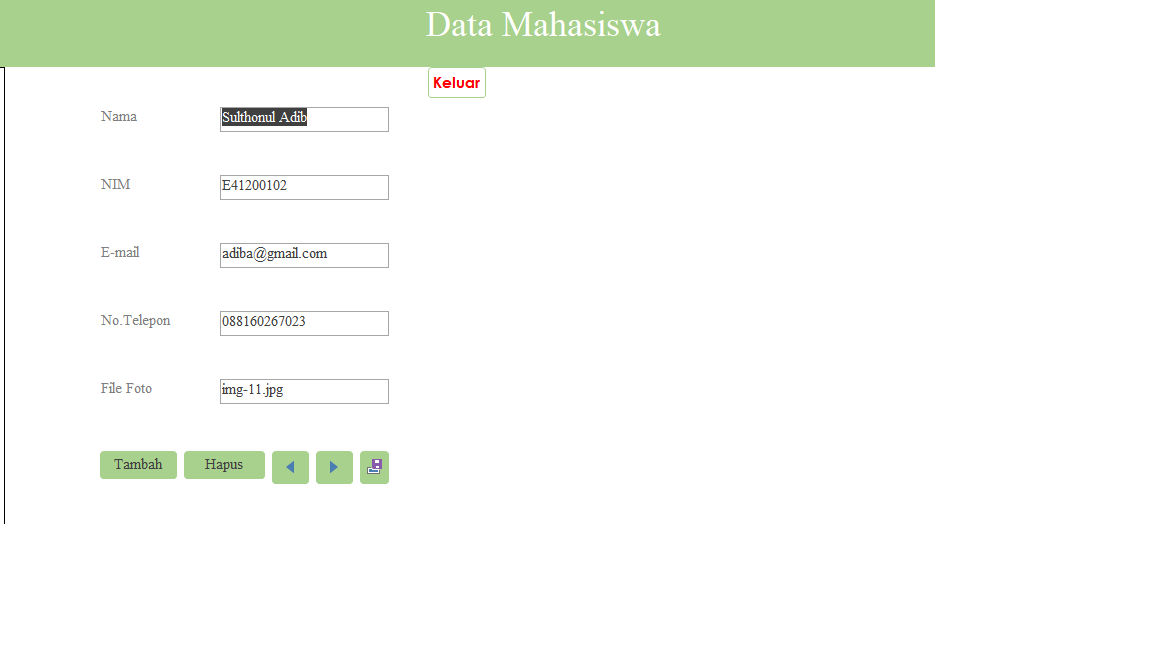 Data Mahasiswa
Keluar
Nama Sulthonul Adib
NIM E41200102
E-mail adiba@gmail.com
No.Telepon 088160267023
File Foto img-11.jpg
Tambah Hapus